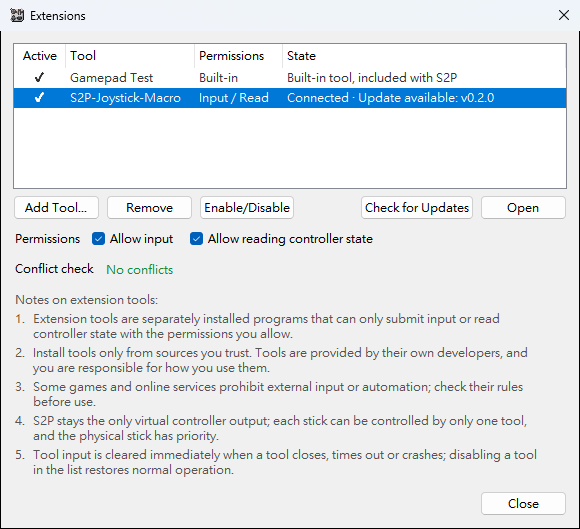 Extensions
Active Tool Permissions State
✓ Gamepad Test Built-in Built-in tool, included with S2P
✓ S2P-Joystick-Macro Input / Read Connected · Update available: v0.2.0
Add Tool... Remove Enable/Disable Check for Updates Open
Permissions Allow input Allow reading controller state
Conflict check No conflicts
Notes on extension tools:
1. Extension tools are separately installed programs that can only submit input or read
controller state with the permissions you allow.
2. Install tools only from sources you trust. Tools are provided by their own developers, and
you are responsible for how you use them.
3. Some games and online services prohibit external input or automation; check their rules
before use.
4. S2P stays the only virtual controller output; each stick can be controlled by only one tool,
and the physical stick has priority.
5. Tool input is cleared immediately when a tool closes, times out or crashes; disabling a tool
in the list restores normal operation.
Close